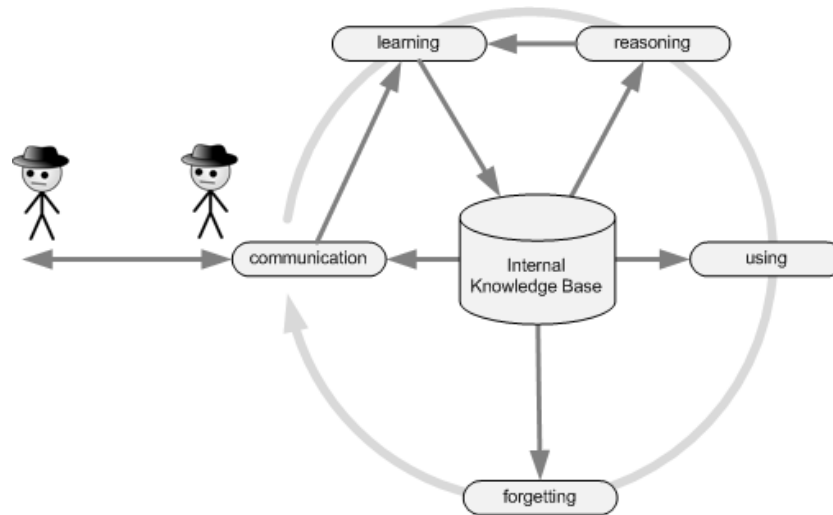 learning
reasoning
communication
Internal
Knowledge Base
using
forgetting